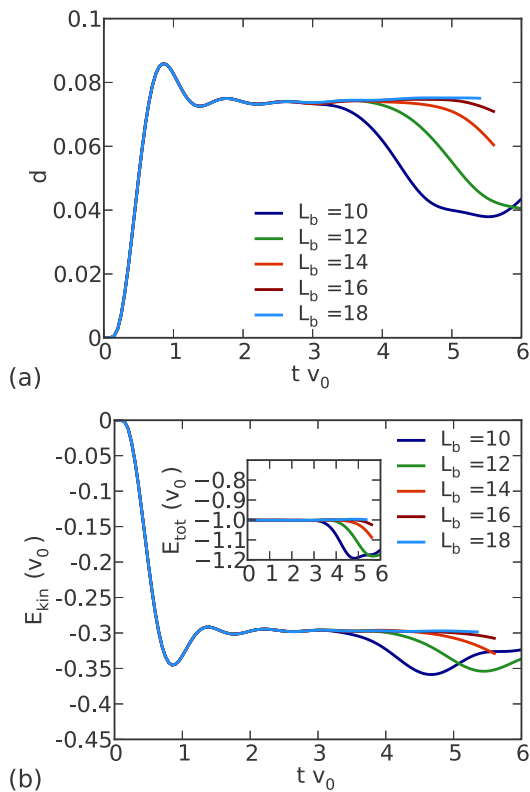 0.1
0.08
0.06
d
0.04
0.02
0
L_b =10
L_b =12
L_b =14
L_b =16
L_b =18
0 1 2 3 4 5 6
t v_0
(a)
0
-0.05
-0.1
-0.15
-0.2
-0.25
-0.3
-0.35
-0.4
-0.45
E_kin (v_0)
E_tot (v_0)
−0.8
−0.9
−1.0
−1.1
−1.2
0 1 2 3 4 5 6
L_b =10
L_b =12
L_b =14
L_b =16
L_b =18
0 1 2 3 4 5 6
t v_0
(b)